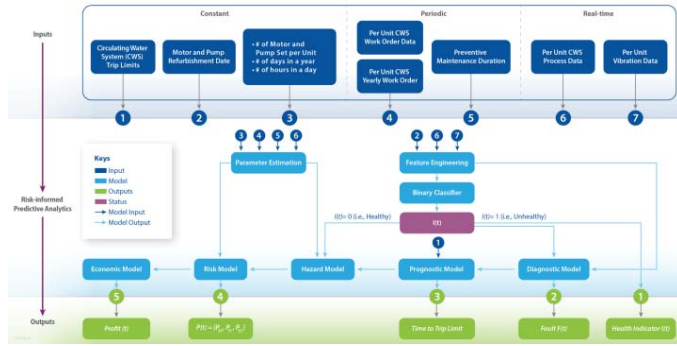 Constant
Periodic
Real-time
Inputs
Circulating Water
System (CWS)
Trip Limits
Motor and Pump
Refurbishment Date
• # of Motor and
Pump Set per Unit
• # of days in a year
• # of hours in a day
Per Unit CWS
Work Order Data
Per Unit CWS
Yearly Work Order
Preventive
Maintenance Duration
Per Unit CWS
Process Data
Per Unit
Vibration Data
1
2
3
4
5
6
7
3
4
5
6
2
6
7
Keys
Input
Model
Outputs
Status
Model Input
Model Output
Parameter Estimation
Feature Engineering
Binary Classifier
Risk-informed
Predictive Analytics
I(t)= 0 (i.e., Healthy)
I(t)
I(t)= 1 (i.e., Unhealthy)
1
Economic Model
Risk Model
Hazard Model
Prognostic Model
Diagnostic Model
5
4
3
2
1
Outputs
Profit (t)
Time to Trip Limit
Fault F(t)
Health Indicator I(t)